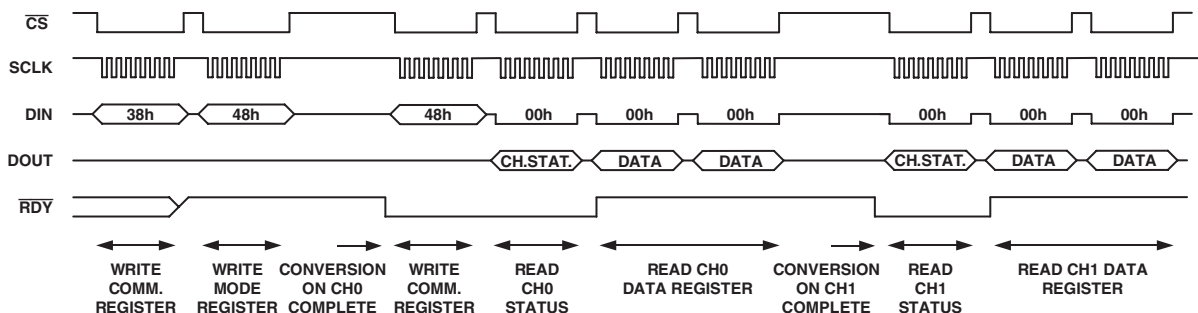 CS
SCLK
DIN 38h 48h 48h 00h 00h 00h 00h 00h 00h
DOUT CH.STAT. DATA DATA CH.STAT. DATA DATA
RDY
WRITE COMM. REGISTER
WRITE MODE REGISTER
CONVERSION ON CH0 COMPLETE
WRITE COMM. REGISTER
READ CH0 STATUS
READ CH0 DATA REGISTER
CONVERSION ON CH1 COMPLETE
READ CH1 STATUS
READ CH1 DATA REGISTER